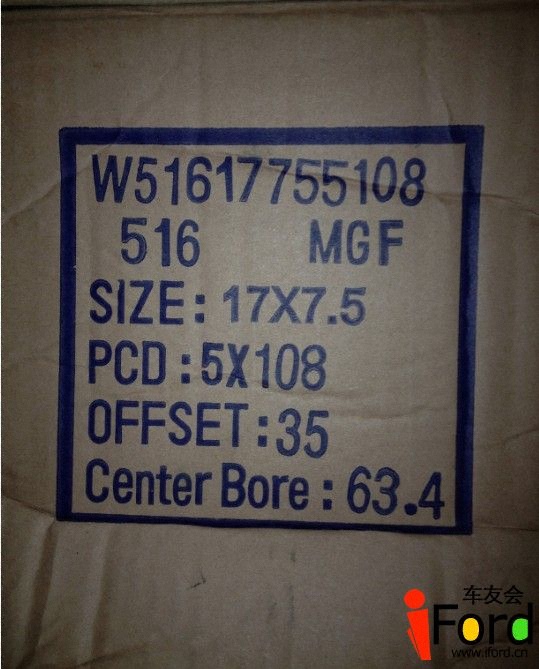 W51617755108
516 MGF
SIZE : 17X7.5
PCD : 5X108
OFFSET : 35
Center Bore : 63.4
车友会
iFord
www.iford.cn